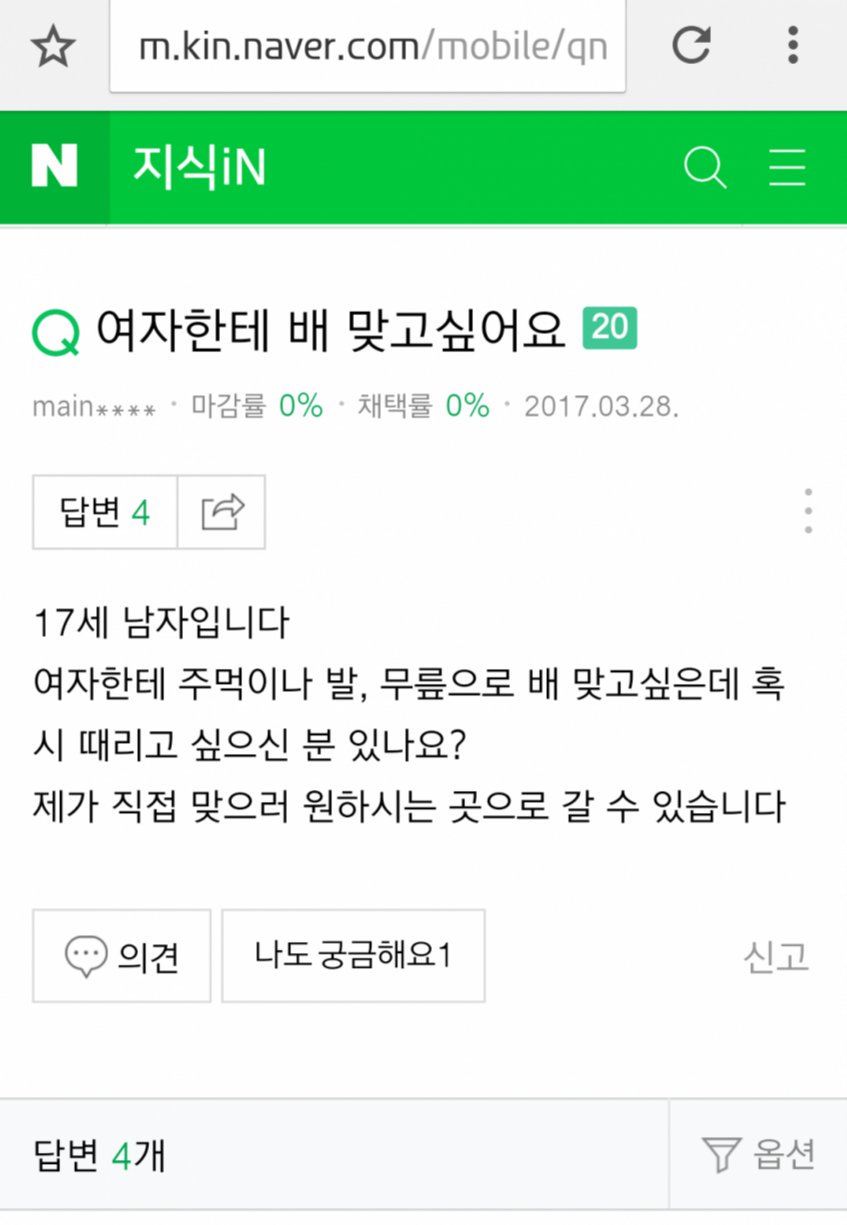 m.kin.naver.com/mobile/qn
N 지식iN
Q 여자한테 배 맞고싶어요 20
main**** · 마감률 0% · 채택률 0% · 2017.03.28.
답변 4
17세 남자입니다
여자한테 주먹이나 발, 무릎으로 배 맞고싶은데 혹
시 때리고 싶으신 분 있나요?
제가 직접 맞으러 원하시는 곳으로 갈 수 있습니다
의견 나도 궁금해요1 신고
답변 4개 옵션